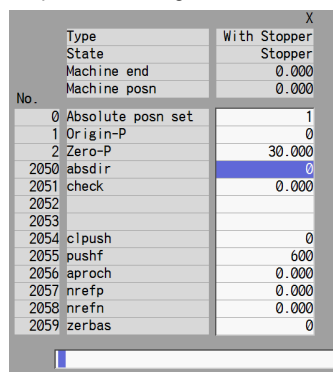 X
Type With Stopper
State Stopper
Machine end 0.000
Machine posn 0.000
No.
0 Absolute posn set 1
1 Origin-P 0
2 Zero-P 30.000
2050 absdir 0
2051 check 0.000
2052
2053
2054 clpush 0
2055 pushf 600
2056 aproch 0.000
2057 nrefp 0.000
2058 nrefn 0.000
2059 zerbas 0